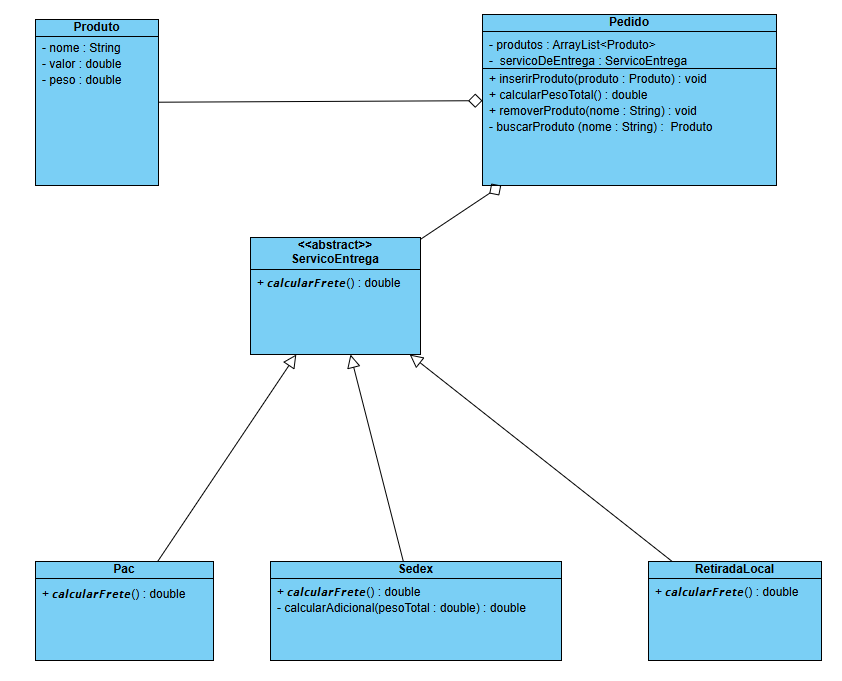 Produto
- nome : String
- valor : double
- peso : double
Pedido
- produtos : ArrayList<Produto>
- servicoDeEntrega : ServicoEntrega
+ inserirProduto(produto : Produto) : void
+ calcularPesoTotal() : double
+ removerProduto(nome : String) : void
- buscarProduto (nome : String) : Produto
<<abstract>>
ServicoEntrega
+ calcularFrete() : double
Pac
+ calcularFrete() : double
Sedex
+ calcularFrete() : double
- calcularAdicional(pesoTotal : double) : double
RetiradaLocal
+ calcularFrete() : double